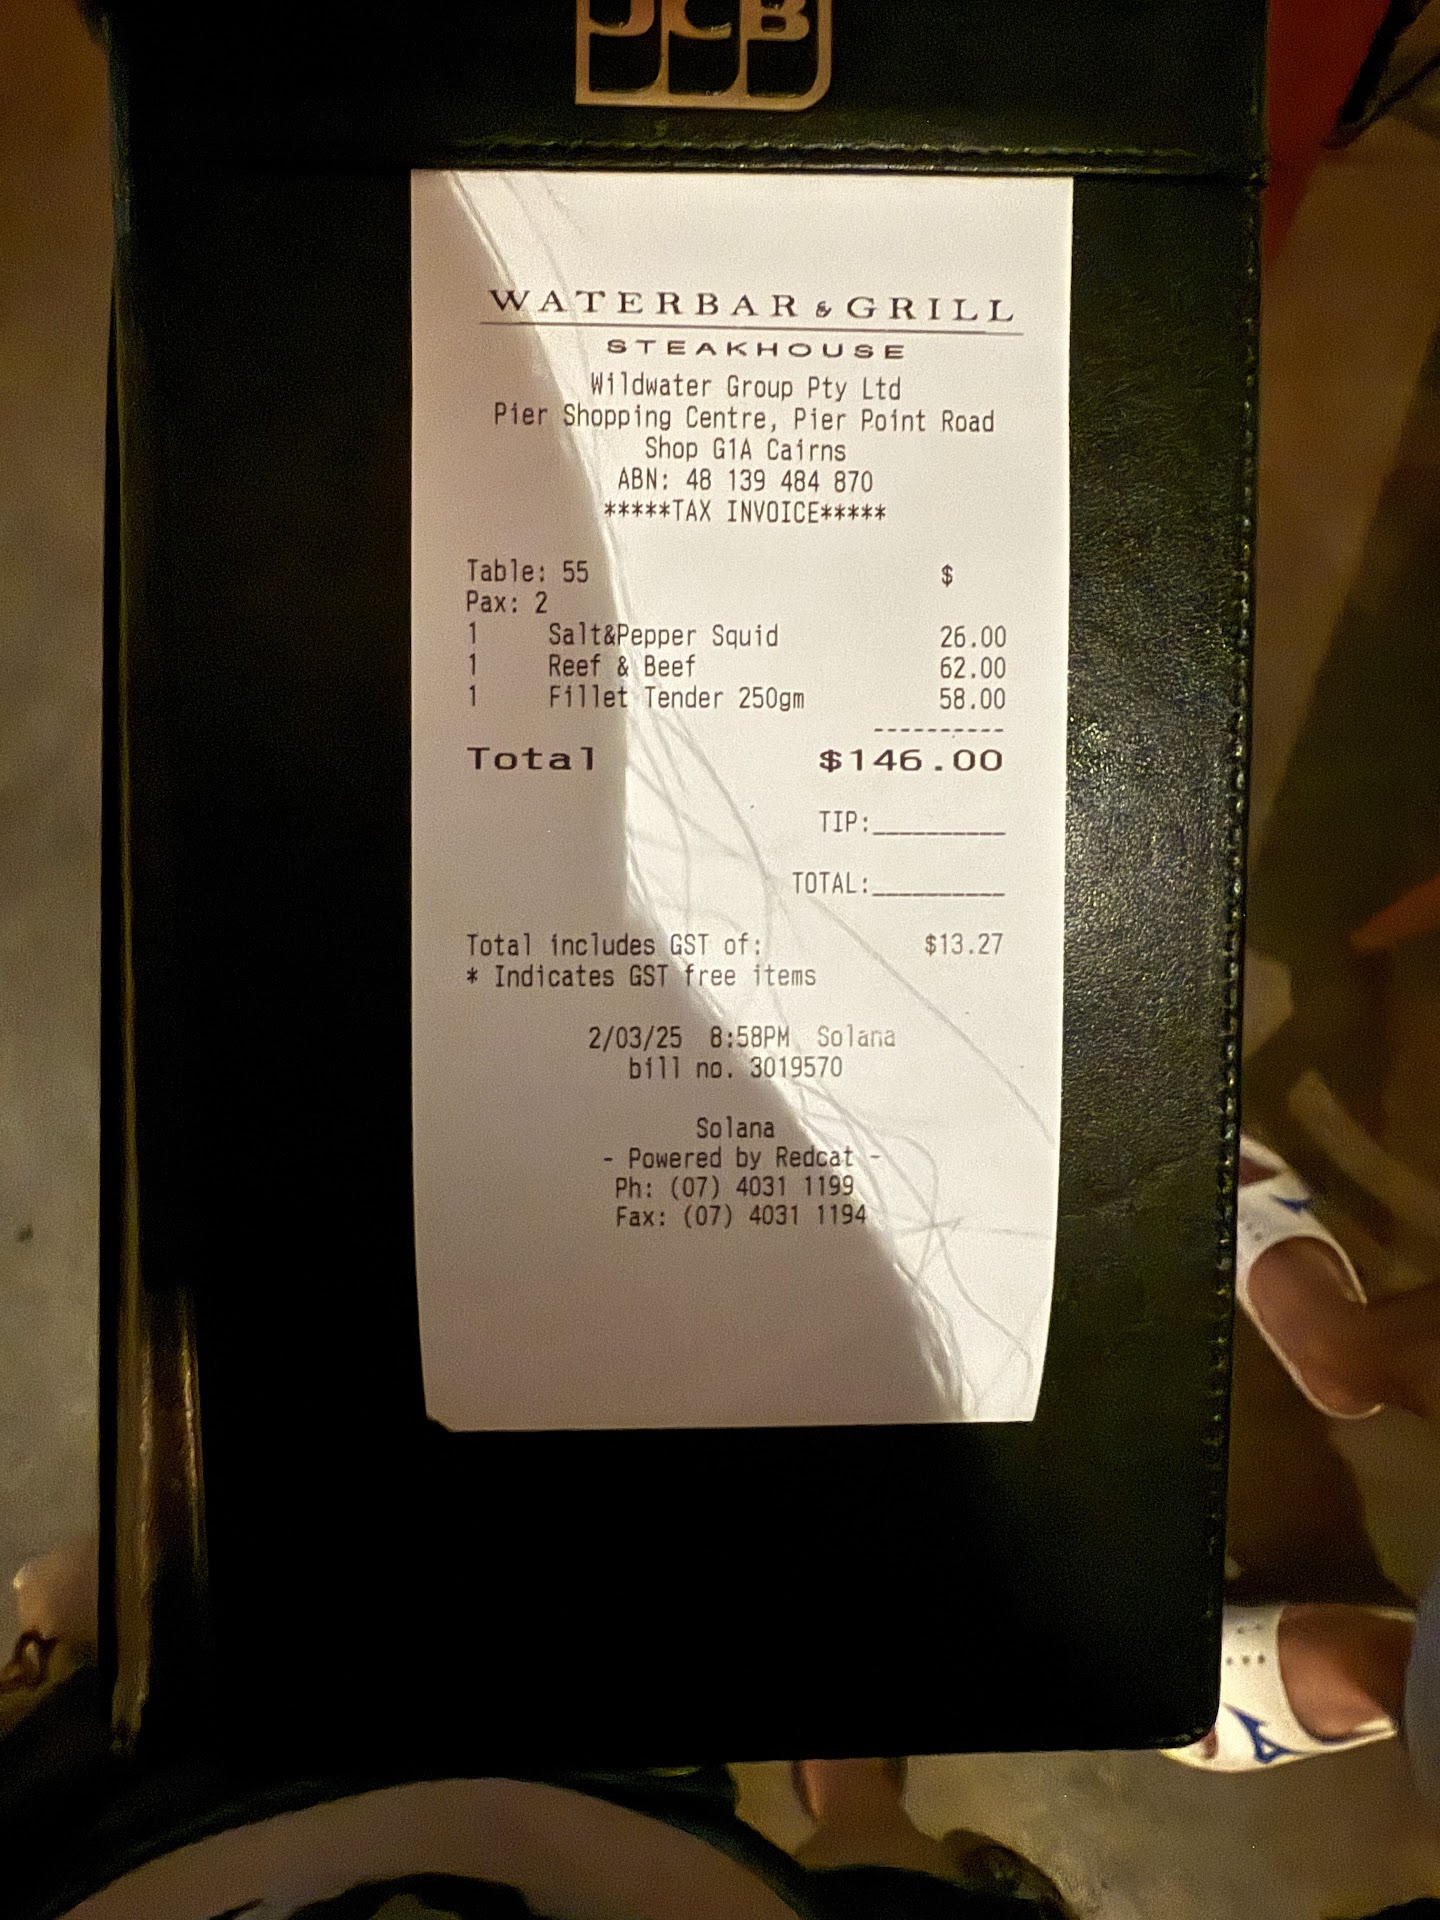 JCB
WATERBAR & GRILL
STEAKHOUSE
Wildwater Group Pty Ltd
Pier Shopping Centre, Pier Point Road
Shop G1A Cairns
ABN: 48 139 484 870
*****TAX INVOICE*****
Table: 55 $
Pax: 2
1 Salt&Pepper Squid 26.00
1 Reef & Beef 62.00
1 Fillet Tender 250gm 58.00
----------
Total $146.00
TIP:__________
TOTAL:__________
Total includes GST of: $13.27
* Indicates GST free items
2/03/25 8:58PM Solana
bill no. 3019570
Solana
- Powered by Redcat -
Ph: (07) 4031 1199
Fax: (07) 4031 1194